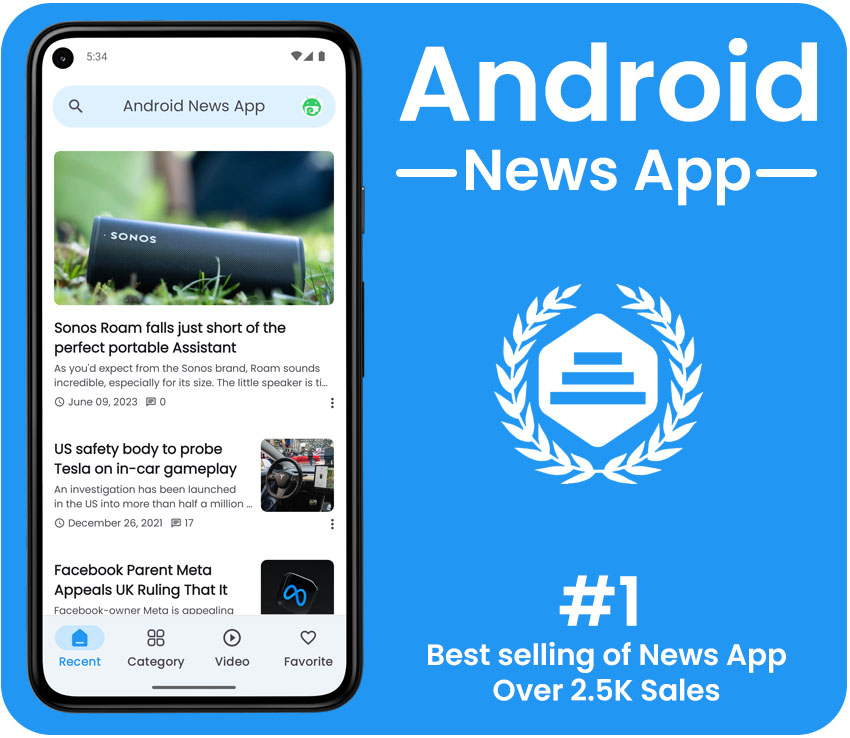 5:34
Android News App
SONOS
Sonos Roam falls just short of the
perfect portable Assistant
As you'd expect from the Sonos brand, Roam sounds
incredible, especially for its size. The little speaker is ti...
June 09, 2023 0
US safety body to probe
Tesla on in-car gameplay
An investigation has been launched
in the US into more than half a million ...
December 26, 2021 17
Facebook Parent Meta
Appeals UK Ruling That It
Facebook-owner Meta is appealing
Recent Category Video Favorite
Android
News App
#1
Best selling of News App
Over 2.5K Sales